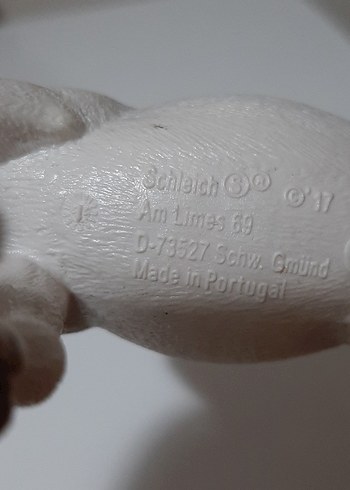 Schleich Ⓢ® ©'17
Am Limes 69
D-73527 Schw. Gmünd
Made in Portugal